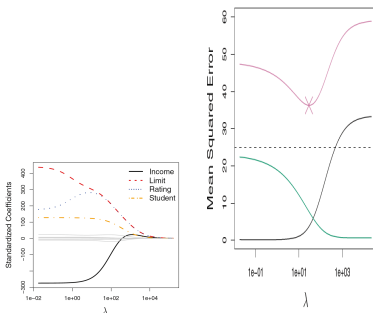 Standardized Coefficients
400
300
200
100
0
-100
-300
1e-02
1e+00
1e+02
1e+04
λ
Income
Limit
Rating
Student
Mean Squared Error
60
50
40
30
20
10
0
1e-01
1e+01
1e+03
λ